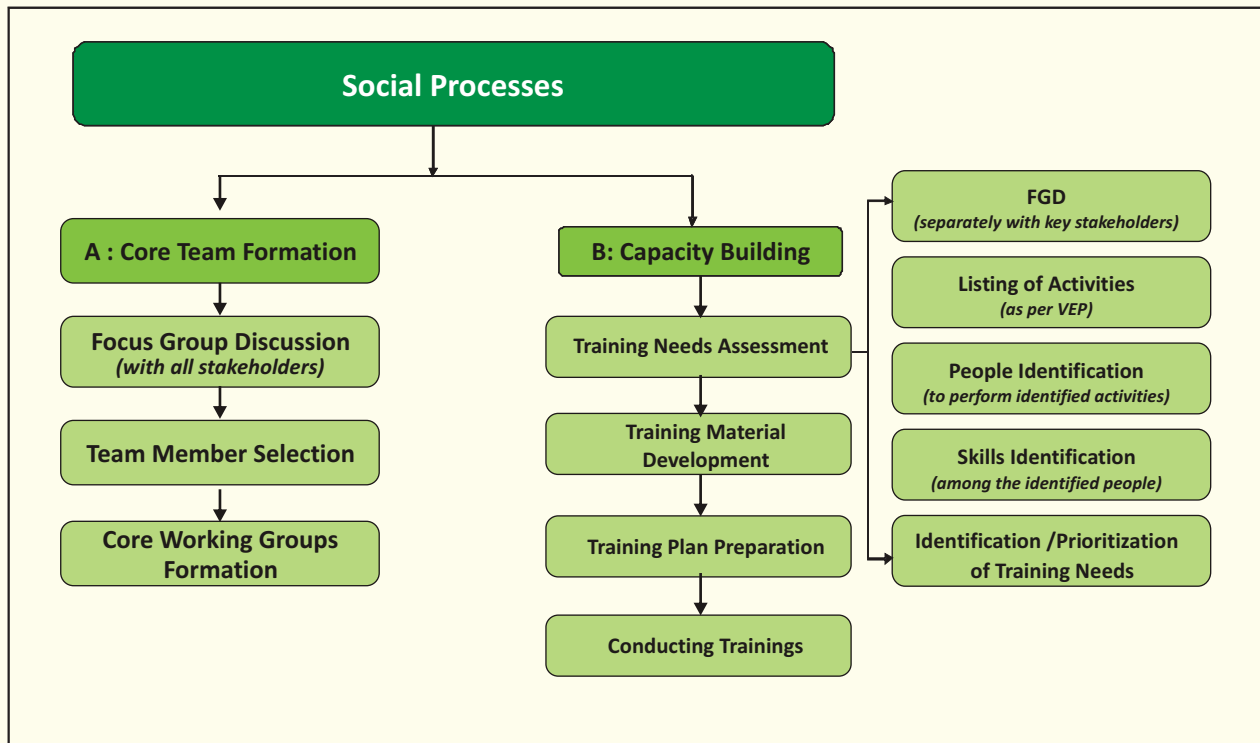 Social Processes
A : Core Team Formation
Focus Group Discussion
(with all stakeholders)
Team Member Selection
Core Working Groups
Formation
B: Capacity Building
Training Needs Assessment
Training Material
Development
Training Plan Preparation
Conducting Trainings
FGD
(separately with key stakeholders)
Listing of Activities
(as per VEP)
People Identification
(to perform identified activities)
Skills Identification
(among the identified people)
Identification /Prioritization
of Training Needs